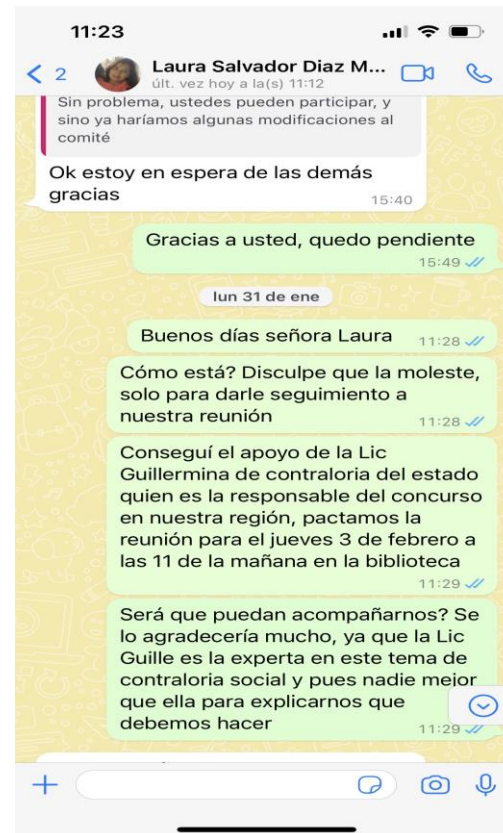 11:23
2
Laura Salvador Diaz M...
últ. vez hoy a la(s) 11:12
Sin problema, ustedes pueden participar, y
sino ya haríamos algunas modificaciones al
comité
Ok estoy en espera de las demás
gracias
15:40
Gracias a usted, quedo pendiente
15:49
lun 31 de ene
Buenos días señora Laura
11:28
Cómo está? Disculpe que la moleste,
solo para darle seguimiento a
nuestra reunión
11:28
Conseguí el apoyo de la Lic
Guillermina de contraloria del estado
quien es la responsable del concurso
en nuestra región, pactamos la
reunión para el jueves 3 de febrero a
las 11 de la mañana en la biblioteca
11:29
Será que puedan acompañarnos? Se
lo agradecería mucho, ya que la Lic
Guille es la experta en este tema de
contraloria social y pues nadie mejor
que ella para explicarnos que
debemos hacer
11:29